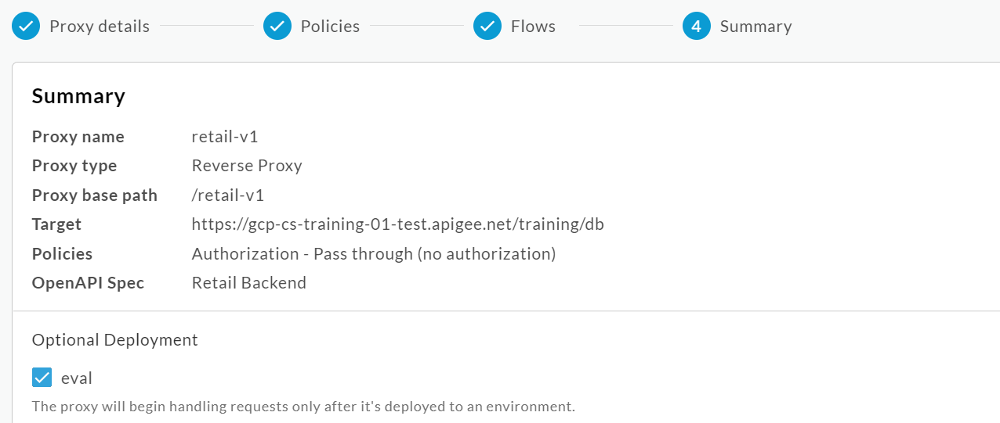 Proxy details Policies Flows 4 Summary
Summary
Proxy name retail-v1
Proxy type Reverse Proxy
Proxy base path /retail-v1
Target https://gcp-cs-training-01-test.apigee.net/training/db
Policies Authorization - Pass through (no authorization)
OpenAPI Spec Retail Backend
Optional Deployment
eval
The proxy will begin handling requests only after it's deployed to an environment.